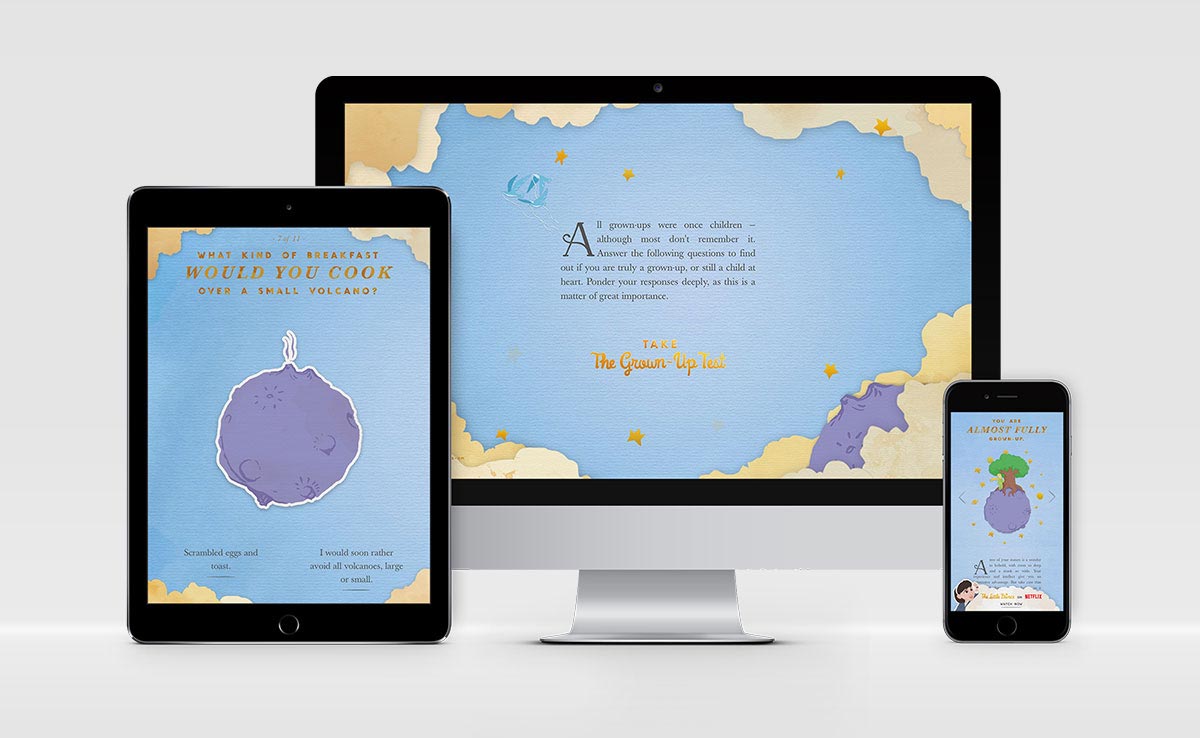 7 of 11
WHAT KIND OF BREAKFAST
WOULD YOU COOK
OVER A SMALL VOLCANO?
Scrambled eggs and
toast.
I would soon rather
avoid all volcanoes, large
or small.
All grown-ups were once children –
although most don't remember it.
Answer the following questions to find
out if you are truly a grown-up, or still a child at
heart. Ponder your responses deeply, as this is a
matter of great importance.
TAKE
The Grown-Up Test
YOU ARE
ALMOST FULLY
GROWN-UP.
The Little Prince ON NETFLIX
WATCH NOW